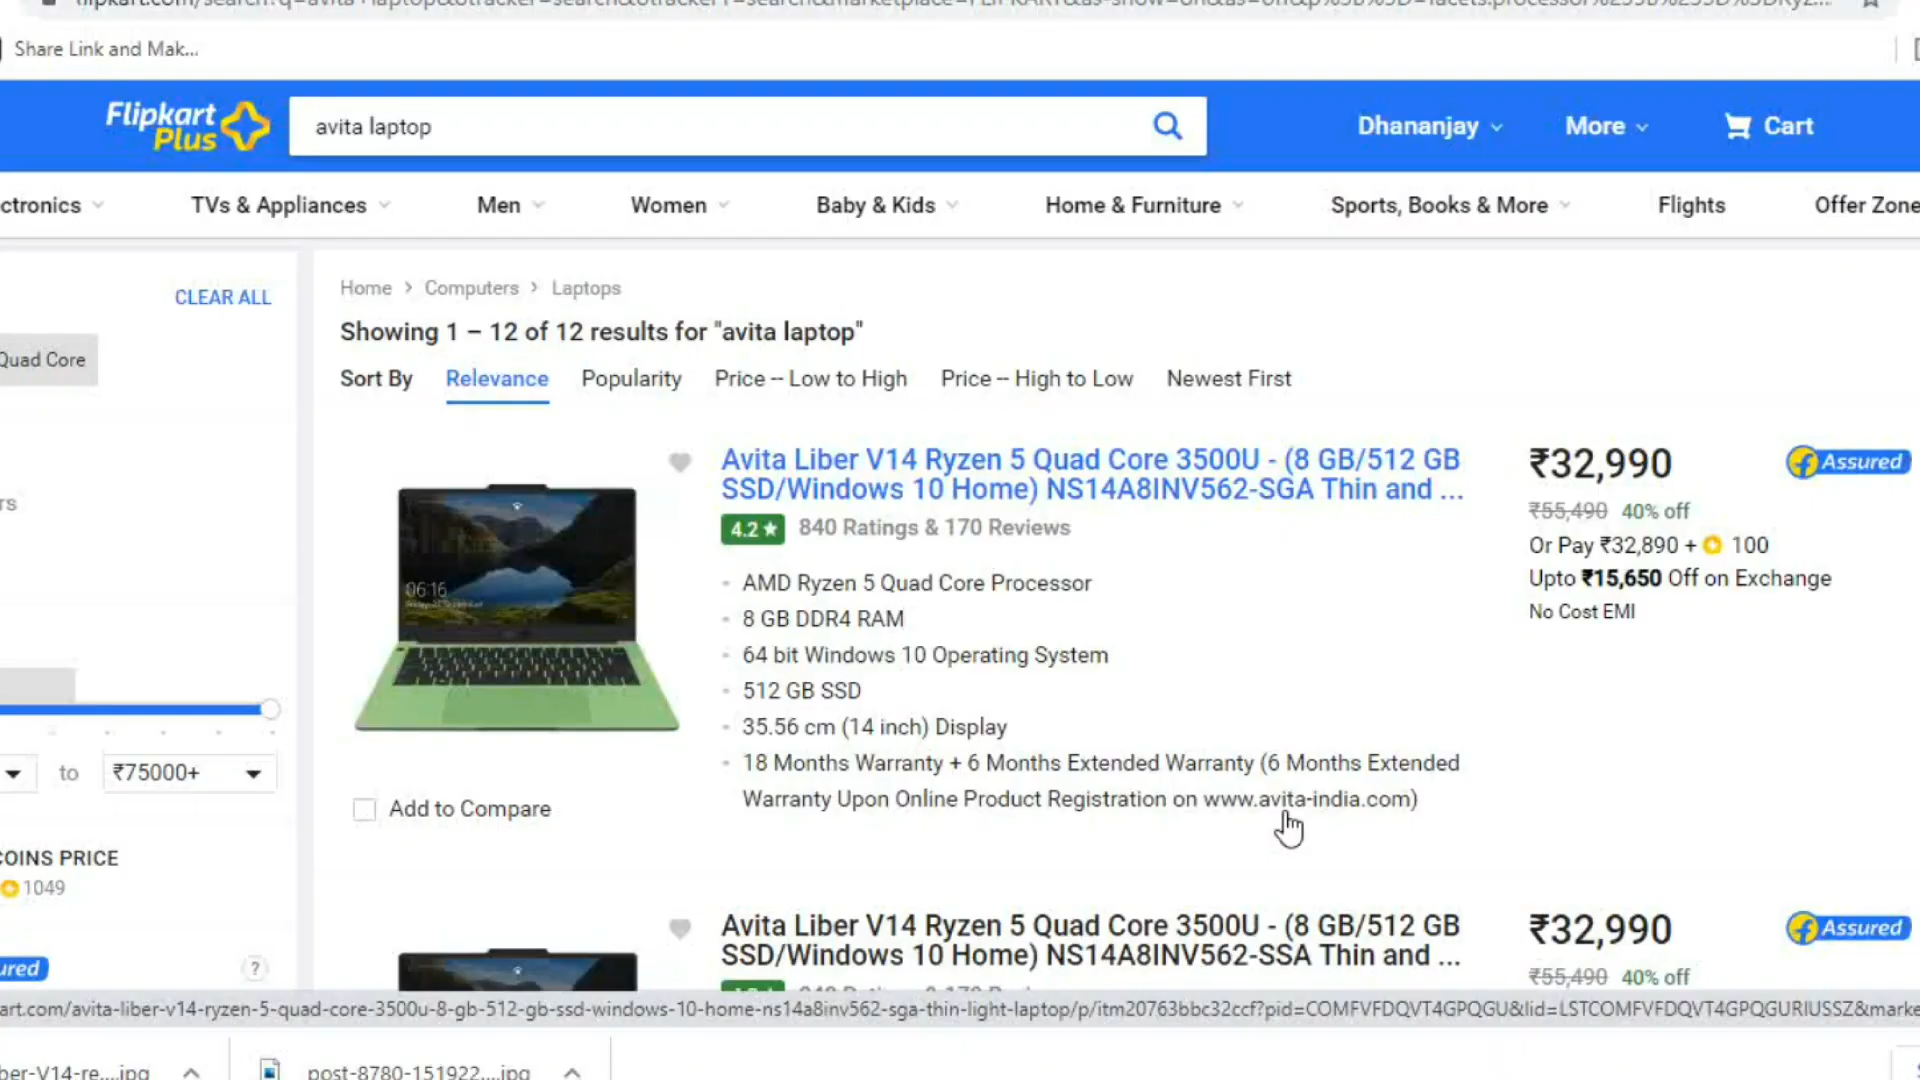 Share Link and Mak...
Flipkart
Plus
avita laptop
Dhananjay
More
Cart
ctronics
TVs & Appliances
Men
Women
Baby & Kids
Home & Furniture
Sports, Books & More
Flights
Offer Zone
CLEAR ALL
Quad Core
rs
to
₹75000+
COINS PRICE
1049
ured
?
Home > Computers > Laptops
Showing 1 – 12 of 12 results for "avita laptop"
Sort By
Relevance
Popularity
Price -- Low to High
Price -- High to Low
Newest First
Avita Liber V14 Ryzen 5 Quad Core 3500U - (8 GB/512 GB
SSD/Windows 10 Home) NS14A8INV562-SGA Thin and ...
4.2 ★
840 Ratings & 170 Reviews
06:16
- AMD Ryzen 5 Quad Core Processor
- 8 GB DDR4 RAM
- 64 bit Windows 10 Operating System
- 512 GB SSD
- 35.56 cm (14 inch) Display
- 18 Months Warranty + 6 Months Extended Warranty (6 Months Extended
Warranty Upon Online Product Registration on www.avita-india.com)
Add to Compare
₹32,990
Assured
₹55,490 40% off
Or Pay ₹32,890 + 100
Upto ₹15,650 Off on Exchange
No Cost EMI
Avita Liber V14 Ryzen 5 Quad Core 3500U - (8 GB/512 GB
SSD/Windows 10 Home) NS14A8INV562-SSA Thin and ...
₹32,990
Assured
₹55,490 40% off
art.com/avita-liber-v14-ryzen-5-quad-core-3500u-8-gb-512-gb-ssd-windows-10-home-ns14a8inv562-sga-thin-light-laptop/p/itm20763bbc32ccf?pid=COMFVFDQVT4GPQGU&lid=LSTCOMFVFDQVT4GPQGURIUSSZ&marke
ber-V14-re....jpg
post-8780-151922....jpg